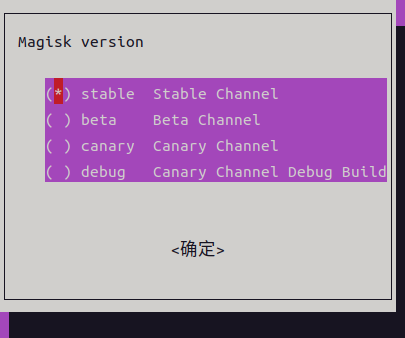 Magisk version
(*) stable  Stable Channel
( ) beta    Beta Channel
( ) canary  Canary Channel
( ) debug   Canary Channel Debug Build
<确定>